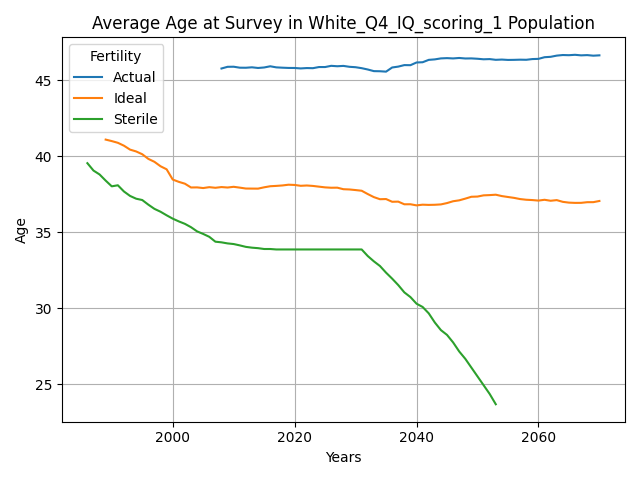 Average Age at Survey in White_Q4_IQ_scoring_1 Population
Fertility
Actual
Ideal
Sterile
45
40
35
30
25
Age
2000
2020
2040
2060
Years